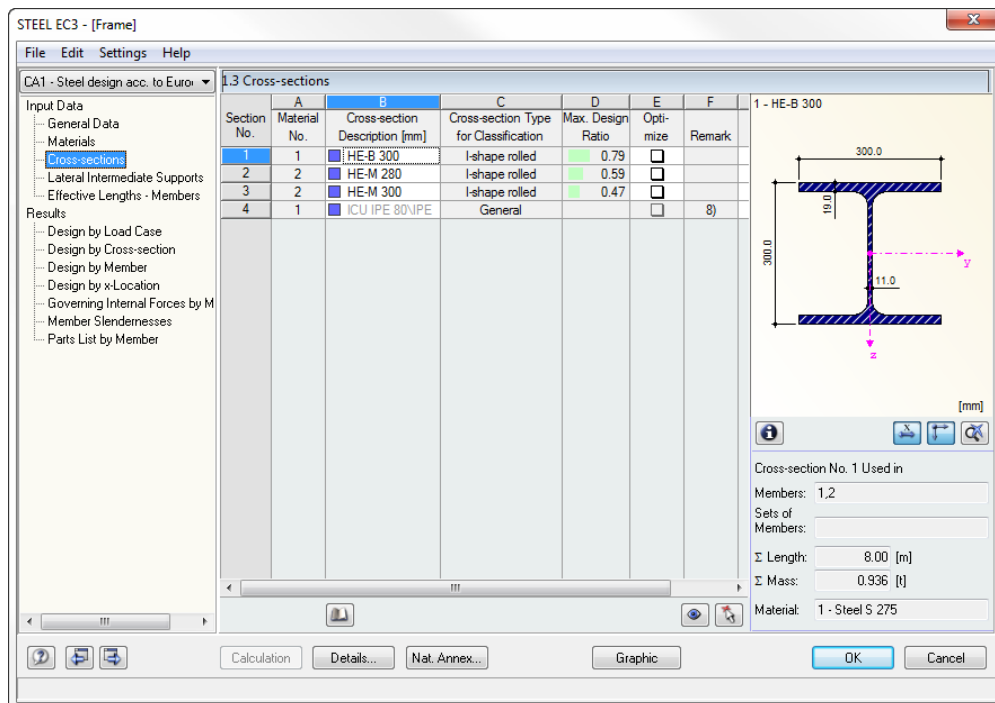 STEEL EC3 - [Frame]
File Edit Settings Help
CA1 - Steel design acc. to Euro
Input Data
General Data
Materials
Cross-sections
Lateral Intermediate Supports
Effective Lengths - Members
Results
Design by Load Case
Design by Cross-section
Design by Member
Design by x-Location
Governing Internal Forces by M
Member Slendernesses
Parts List by Member
1.3 Cross-sections
A B C D E F
Section No. Material No. Cross-section Description [mm] Cross-section Type for Classification Max. Design Ratio Opti-mize Remark
1 1 HE-B 300 I-shape rolled 0.79
2 2 HE-M 280 I-shape rolled 0.59
3 2 HE-M 300 I-shape rolled 0.47
4 1 ICU IPE 80\IPE General 8)
1 - HE-B 300
300.0
19.0
300.0
11.0
y
z
[mm]
X
Cross-section No. 1 Used in
Members: 1,2
Sets of
Members:
Σ Length: 8.00 [m]
Σ Mass: 0.936 [t]
Material: 1 - Steel S 275
Calculation Details... Nat. Annex... Graphic OK Cancel